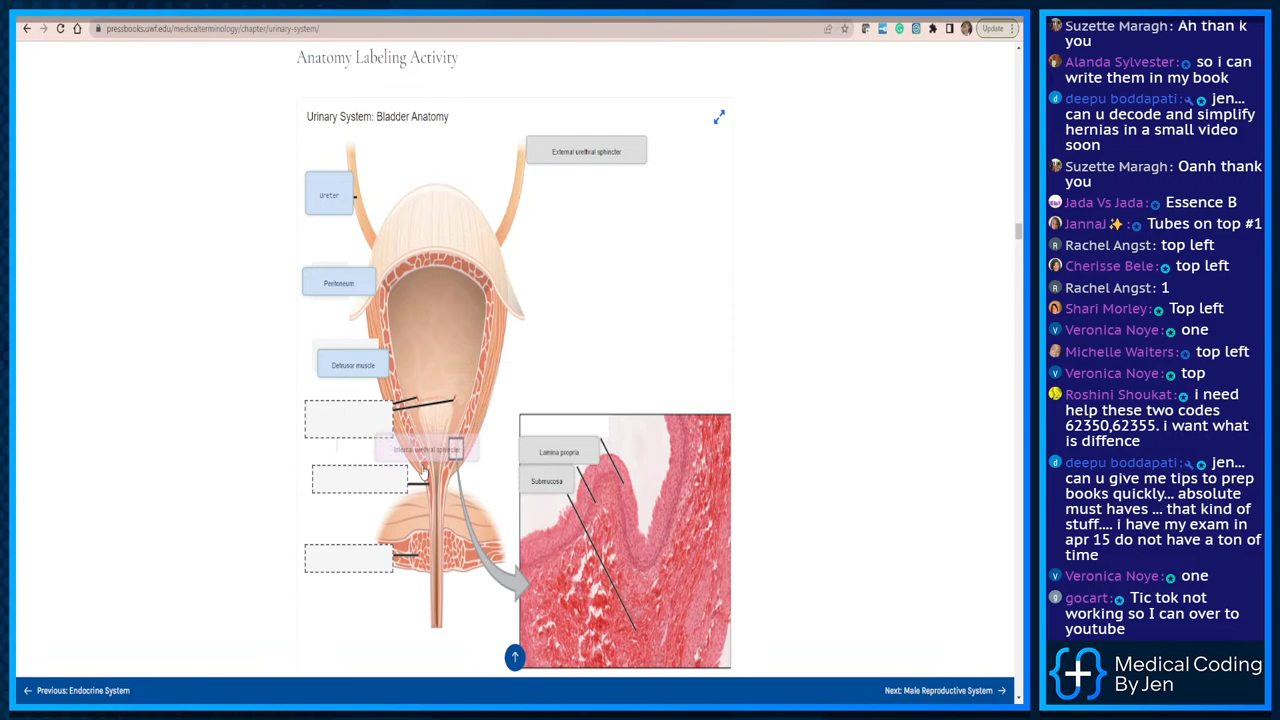 pressbooks.uwf.edu/medicalterminology/chapter/urinary-system/
Update
Anatomy Labeling Activity
Urinary System: Bladder Anatomy
External urethral sphincter
Ureter
Peritoneum
Detrusor muscle
Internal urethral sphincter
Lamina propria
Submucosa
← Previous: Endocrine System
Next: Male Reproductive System →
Suzette Maragh: Ah than k
you
Alanda Sylvester: so i can
write them in my book
deepu boddapati: jen...
can u decode and simplify
hernias in a small video
soon
Suzette Maragh: Oanh thank
you
Jada Vs Jada: Essence B
JannaJ✨: Tubes on top #1
Rachel Angst: top left
Cherisse Bele: top left
Rachel Angst: 1
Shari Morley: Top left
Veronica Noye: one
Michelle Waiters: top left
Veronica Noye: top
Roshini Shoukat: i need
help these two codes
62350,62355. i want what
is differnce
deepu boddapati: jen...
can u give me tips to prep
books quickly... absolute
must haves ... that kind of
stuff.... i have my exam in
apr 15 do not have a ton of
time
Veronica Noye: one
gocart: Tic tok not
working so I can over to
youtube
Medical Coding
By Jen